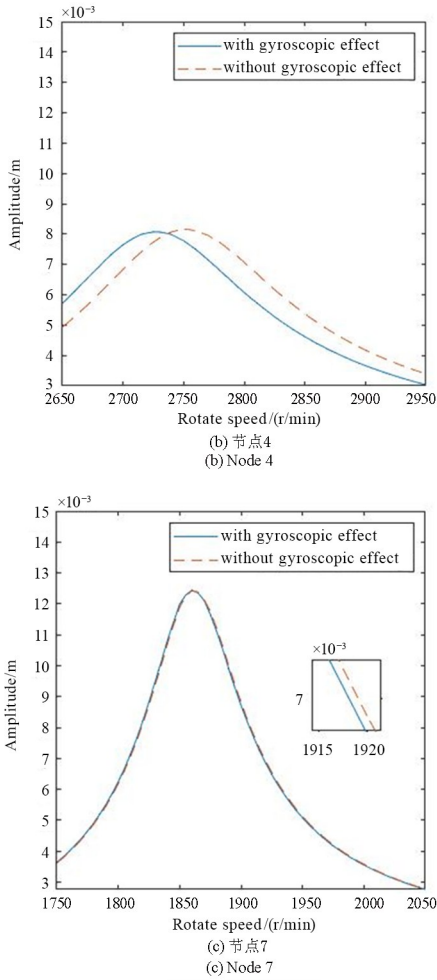 ×10⁻³
15
14
13
12
11
10
9
8
7
6
5
4
3
Amplitude/m
with gyroscopic effect
without gyroscopic effect
2650 2700 2750 2800 2850 2900 2950
Rotate speed/(r/min)
(b) 节点4
(b) Node 4
×10⁻³
15
14
13
12
11
10
9
8
7
6
5
4
3
Amplitude/m
with gyroscopic effect
without gyroscopic effect
×10⁻³
7
1915 1920
1750 1800 1850 1900 1950 2000 2050
Rotate speed/(r/min)
(c) 节点7
(c) Node 7